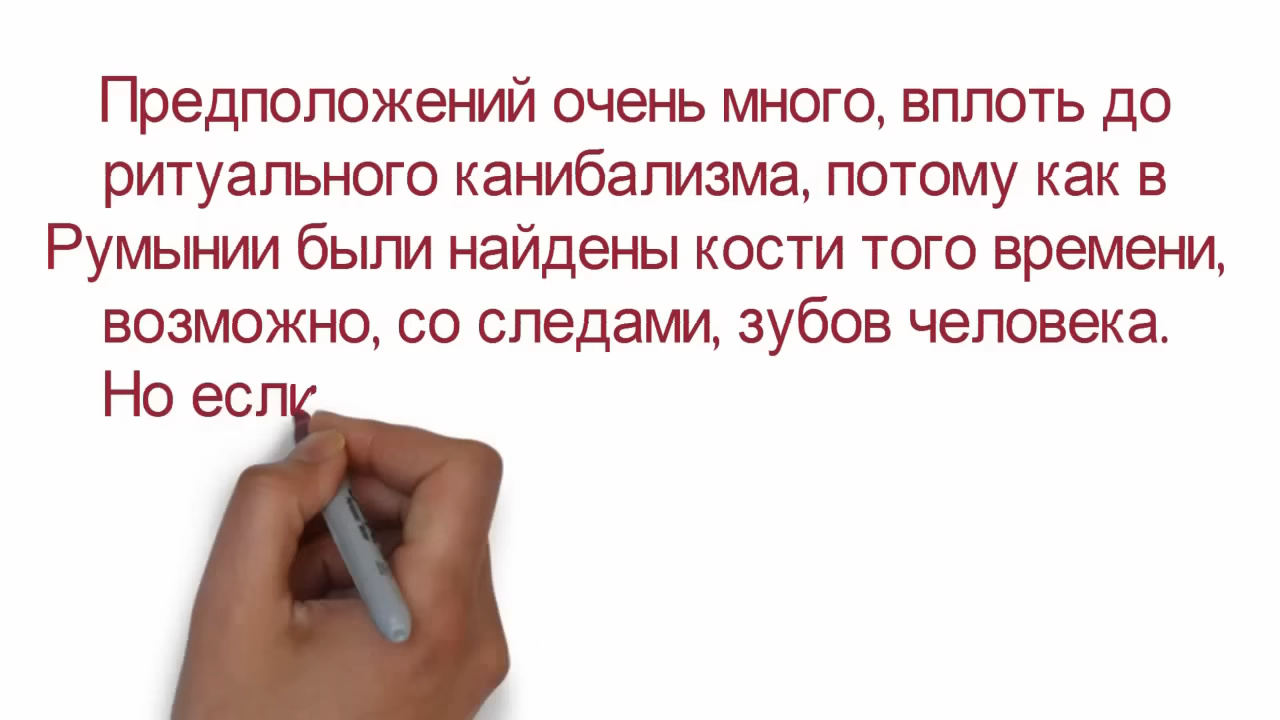 Предположений очень много, вплоть до
ритуального канибализма, потому как в
Румынии были найдены кости того времени,
возможно, со следами, зубов человека.
Но если